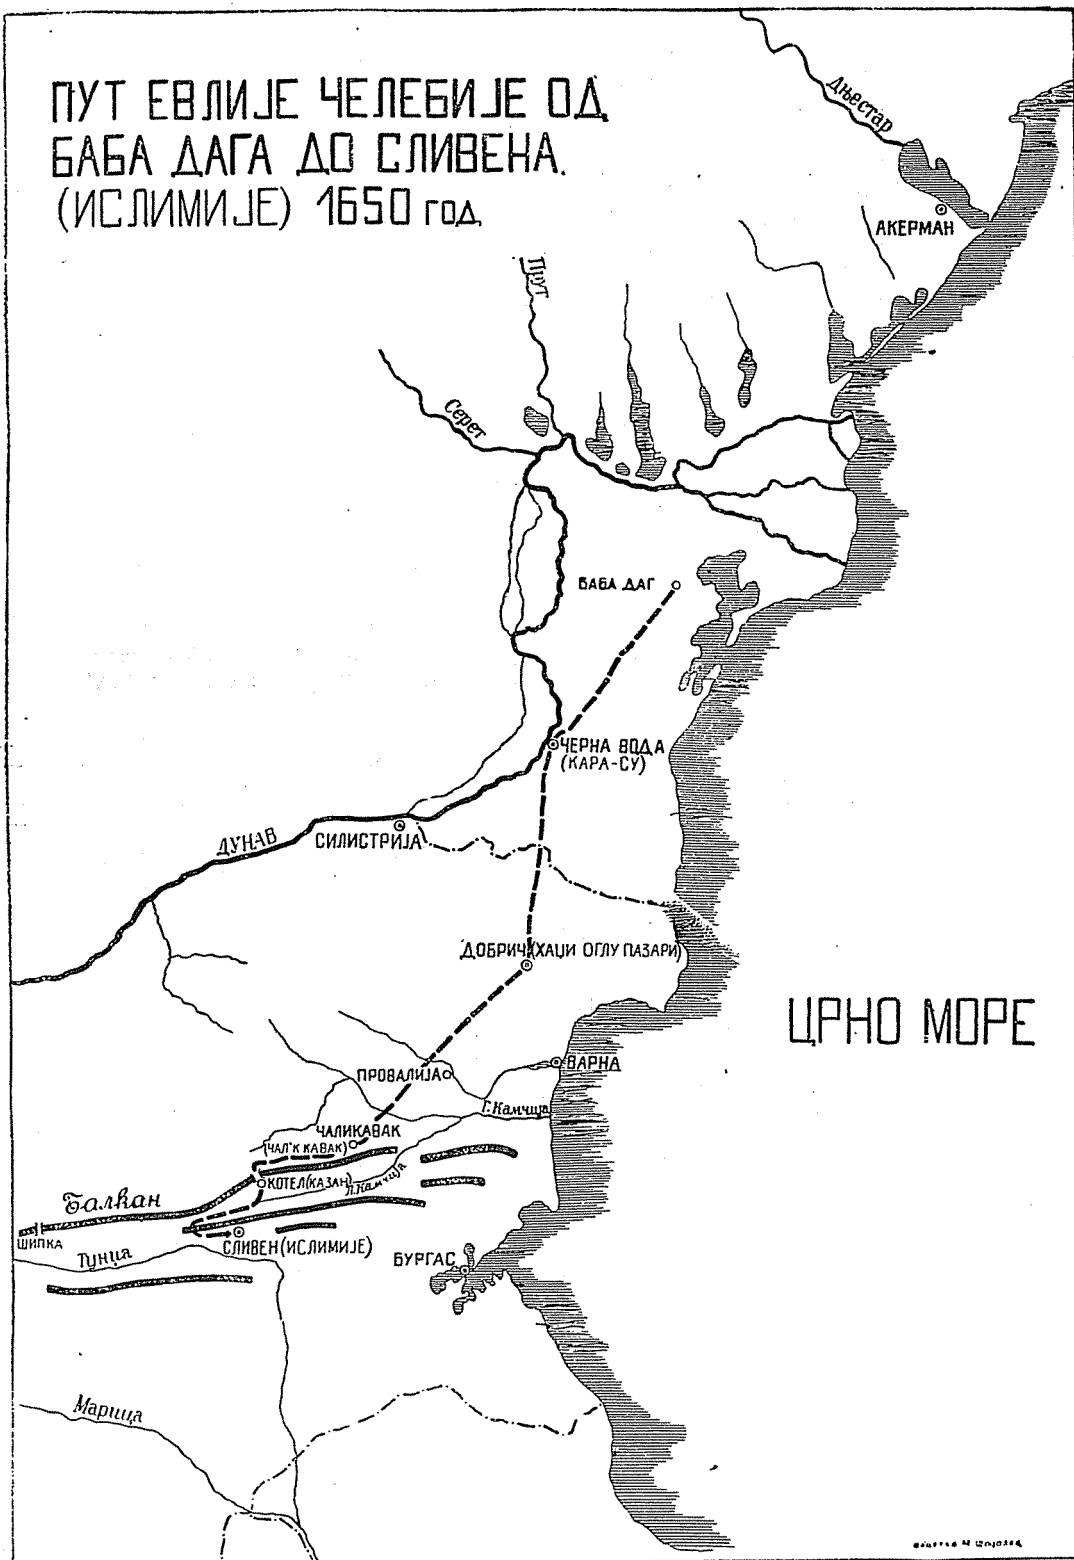 ПУТ ЕВЛИЈЕ ЧЕЛЕБИЈЕ ОД
БАБА ДАГА ДО СЛИВЕНА.
(ИСЛИМИЈЕ) 1650 год
Дњестар
АКЕРМАН
Прут
Серет
БАБА ДАГ
ЧЕРНА ВОДА
(КАРА-СУ)
ДУНАВ
СИЛИСТРИЈА
ДОБРИЧ(ХАЏИ ОГЛУ ПАЗАРИ)
ЦРНО МОРЕ
ВАРНА
ПРОВАЛИЈА
Г. Камчија
ЧАЛИКАВАК
(ЧАЛ'К КАВАК)
КОТЕЛ(КАЗАН)
Л. Камчија
Балкан
ШИПКА
Тунџа
СЛИВЕН(ИСЛИМИЈЕ)
БУРГАС
Марица